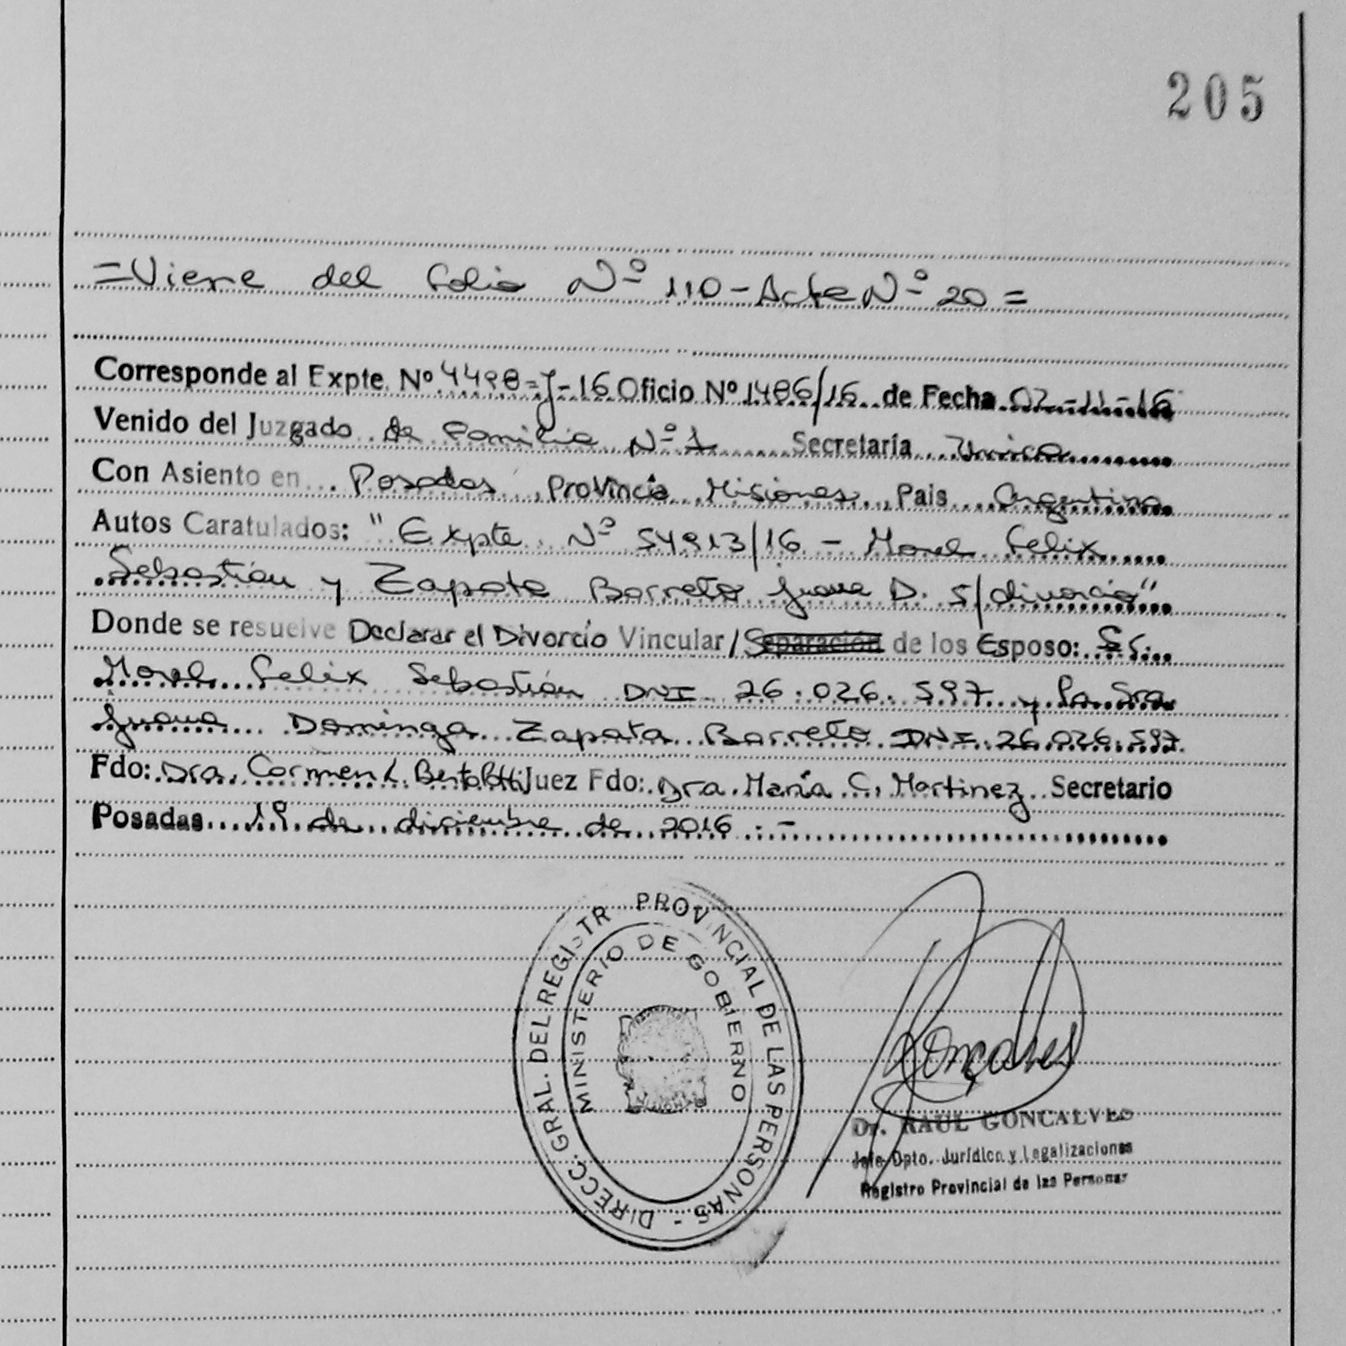 205
=Viene del folio Nº 110-Acta Nº 20=
Corresponde al Expte. Nº 4498-J-16 Oficio Nº 1486/16 de Fecha 02-11-16
Venido del Juzgado de Familia Nº 1 Secretaría Unica
Con Asiento en Posadas, Provincia Misiones, Pais Argentina
Autos Caratulados: "Expte. Nº 54913/16 - Morel Felix
Sebastián y Zapata Barreto Juana D. s/divorcio"
Donde se resuelve Declarar el Divorcio Vincular/Separación de los Esposo: Sr.
Morel Felix Sebastián DNI 26.026.597 y la Sra
Juana Dominga Zapata Barreto DNI 26.026.597
Fdo: Dra. Carmen L. Bertolotti Juez Fdo: Dra. María C. Martinez Secretario
Posadas 19 de diciembre de 2016.-
DIRECC. GRAL. DEL REGISTR PROVINCIAL DE LAS PERSONAS -
MINISTERIO DE GOBIERNO
Dr. RAUL GONCALVES
Jefe Dpto. Jurídico y Legalizaciones
Registro Provincial de las Personas